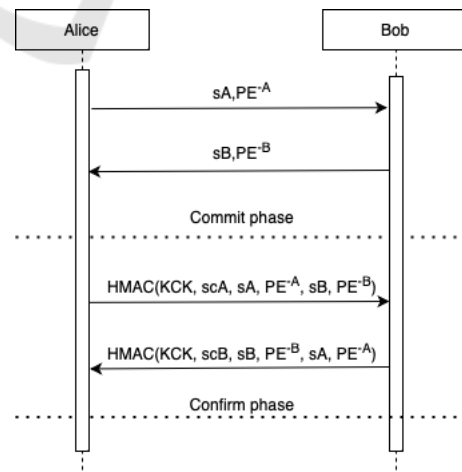 Alice
Bob
sA,PE⁻ᴬ
sB,PE⁻ᴮ
Commit phase
HMAC(KCK, scA, sA, PE⁻ᴬ, sB, PE⁻ᴮ)
HMAC(KCK, scB, sB, PE⁻ᴮ, sA, PE⁻ᴬ)
Confirm phase